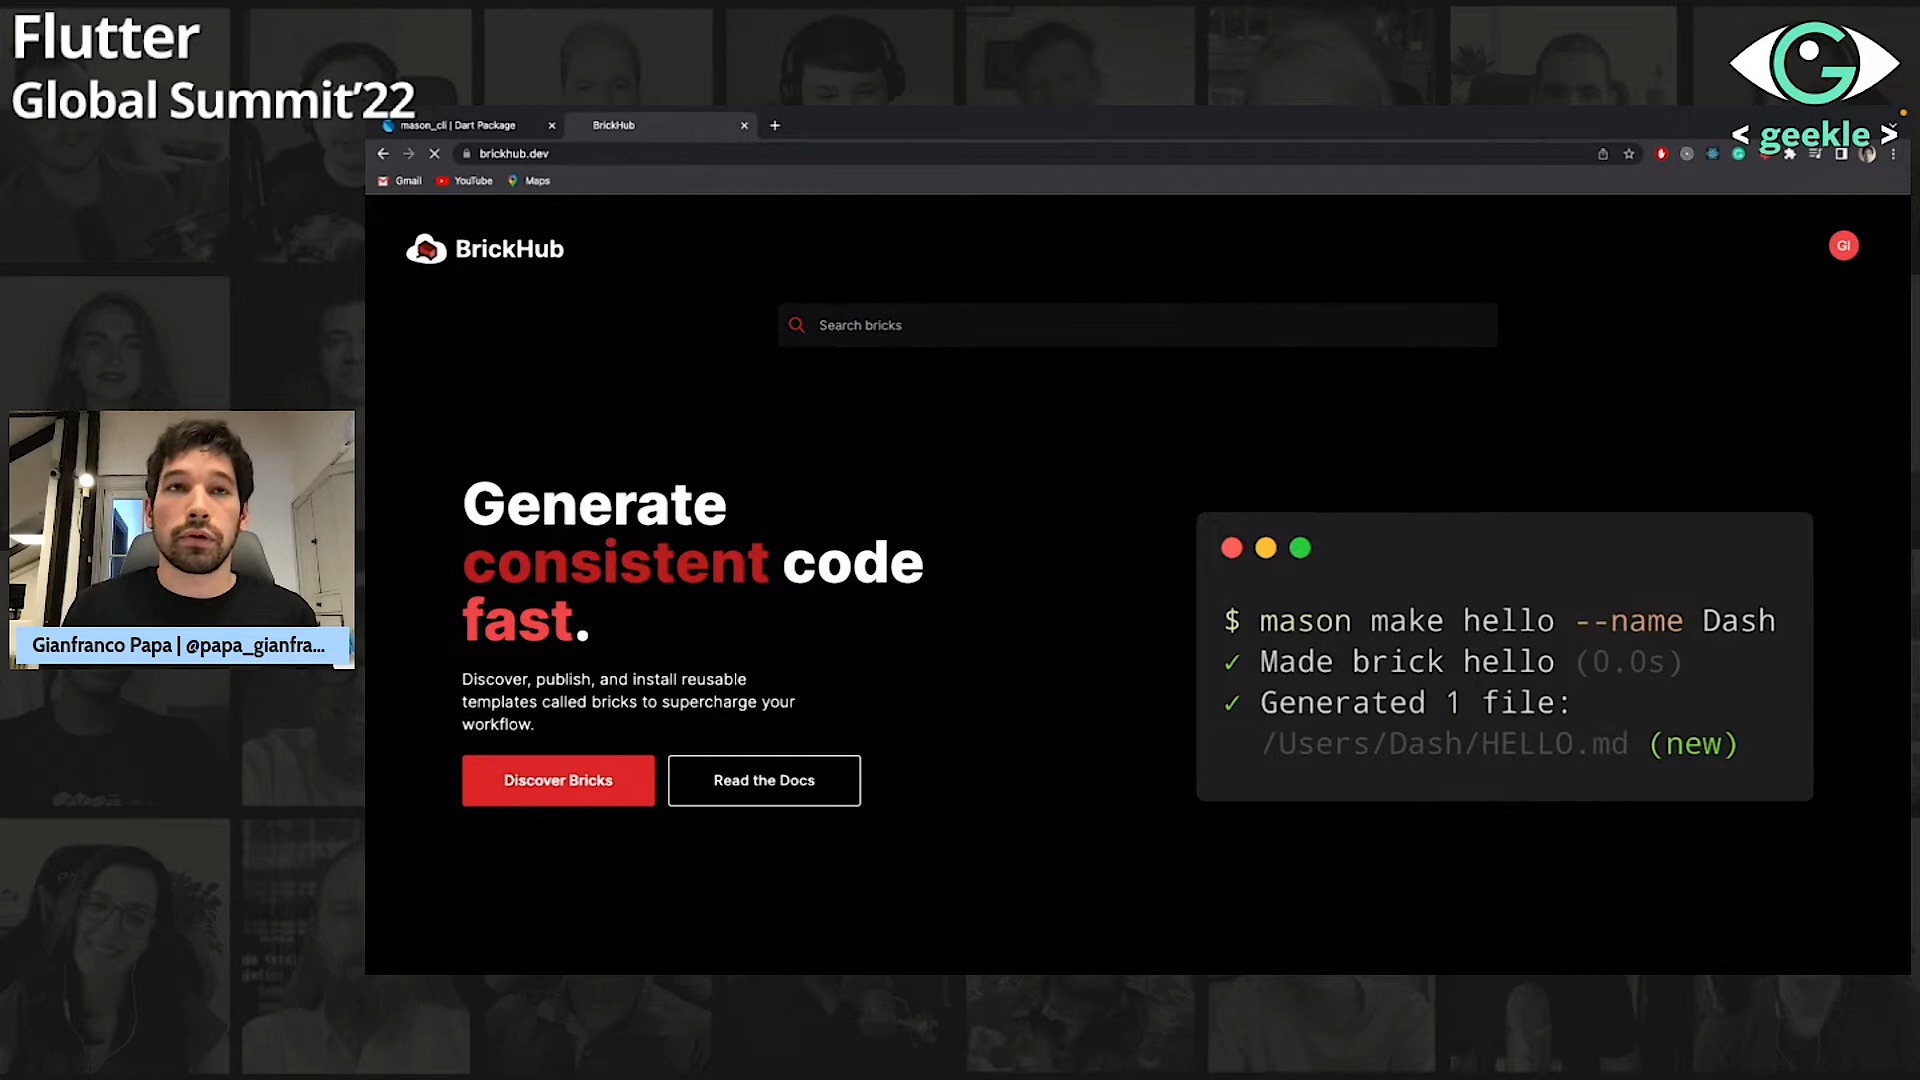 Flutter
Global Summit'22
G
< geekle >
mason_cli | Dart Package
BrickHub
brickhub.dev
Gmail
YouTube
Maps
BrickHub
GI
Search bricks
Generate
consistent code
fast.
Discover, publish, and install reusable
templates called bricks to supercharge your
workflow.
Discover Bricks
Read the Docs
$ mason make hello --name Dash
✓ Made brick hello (0.0s)
✓ Generated 1 file:
/Users/Dash/HELLO.md (new)
Gianfranco Papa | @papa_gianfra...